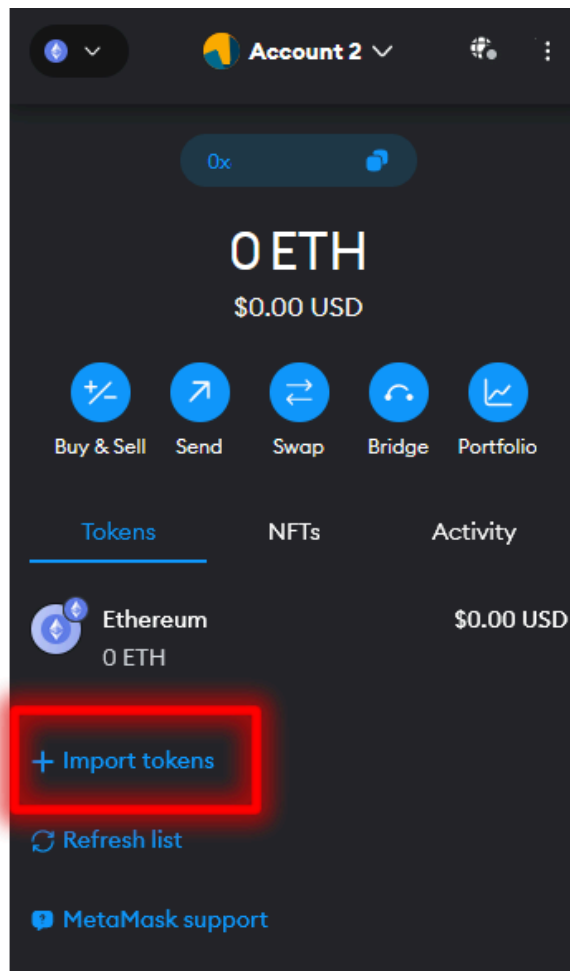 Account 2
0x
0 ETH
$0.00 USD
Buy & Sell Send Swap Bridge Portfolio
Tokens NFTs Activity
Ethereum $0.00 USD
0 ETH
+ Import tokens
Refresh list
MetaMask support